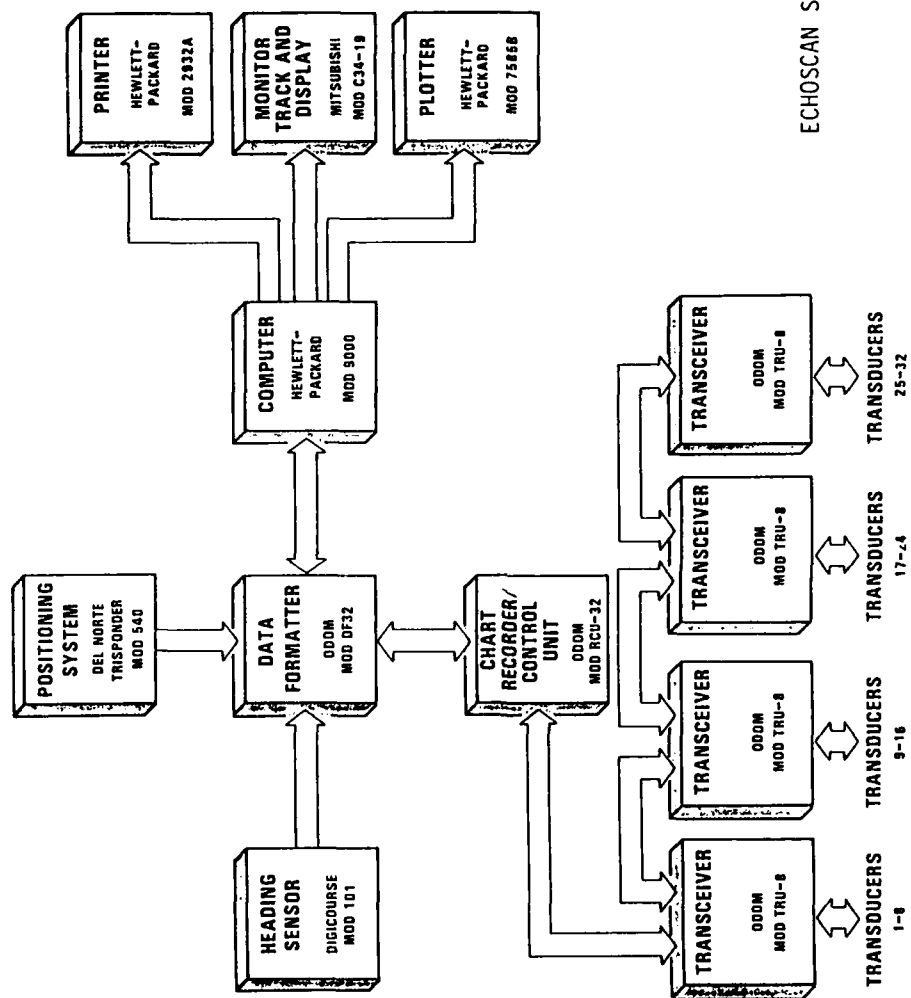 POSITIONING
SYSTEM
DEL NORTE
TRISPONDER
MOD 540
HEADING
SENSOR
DIGICOURSE
MOD 101
DATA
FORMATTER
ODOM
MOD DF32
COMPUTER
HEWLETT-
PACKARD
MOD 9000
PRINTER
HEWLETT-
PACKARD
MOD 2932A
MONITOR
TRACK AND
DISPLAY
MITSUBISHI
MOD C34-19
PLOTTER
HEWLETT-
PACKARD
MOD 7586B
CHART
RECORDER/
CONTROL
UNIT
ODOM
MOD RCU-32
TRANSCEIVER
ODOM
MOD TRU-8
TRANSDUCERS
1-8
TRANSCEIVER
ODOM
MOD TRU-8
TRANSDUCERS
9-16
TRANSCEIVER
ODOM
MOD TRU-8
TRANSDUCERS
17-24
TRANSCEIVER
ODOM
MOD TRU-8
TRANSDUCERS
25-32
ECHOSCAN S